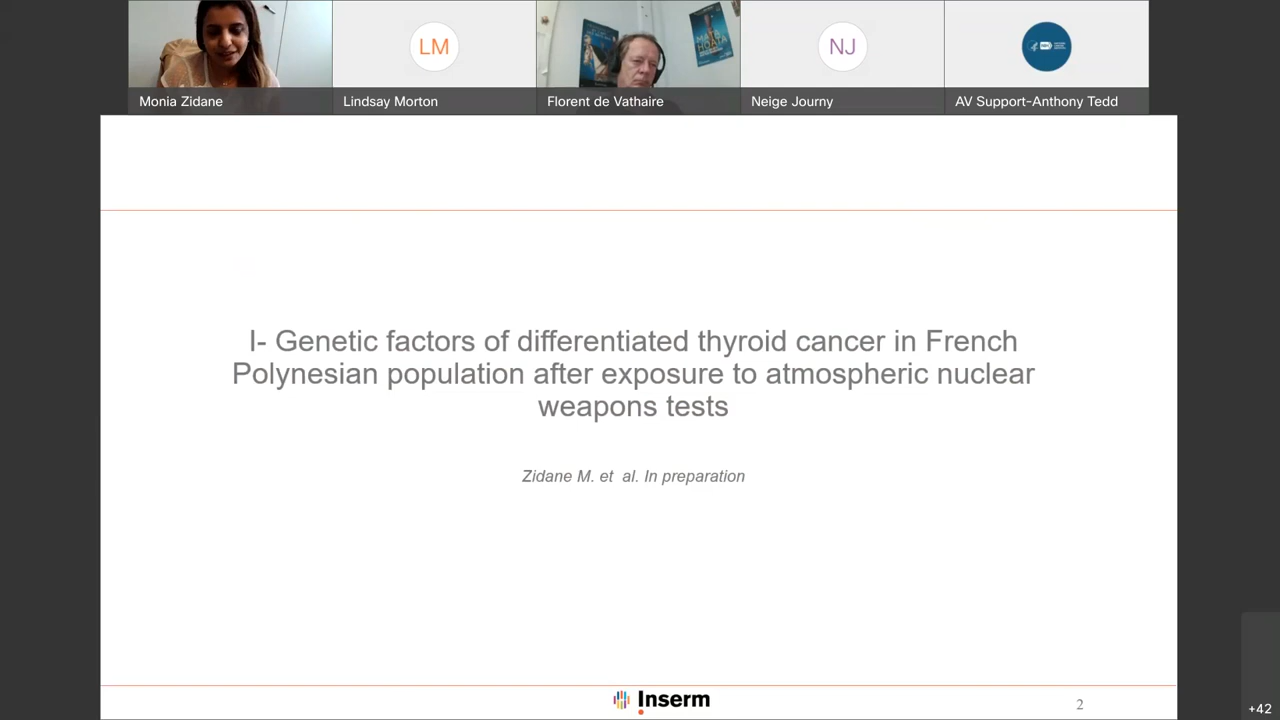 LM
NJ
Monia Zidane
Lindsay Morton
Florent de Vathaire
Neige Journy
AV Support-Anthony Tedd
I- Genetic factors of differentiated thyroid cancer in French
Polynesian population after exposure to atmospheric nuclear
weapons tests
Zidane M. et al. In preparation
Inserm
2
+42